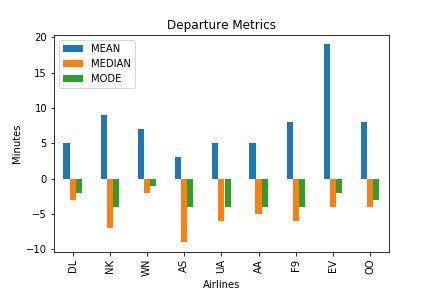 Departure Metrics
MEAN
MEDIAN
MODE
20
15
10
5
0
−5
−10
Minutes
DL NK WN AS UA AA F9 EV OO
Airlines